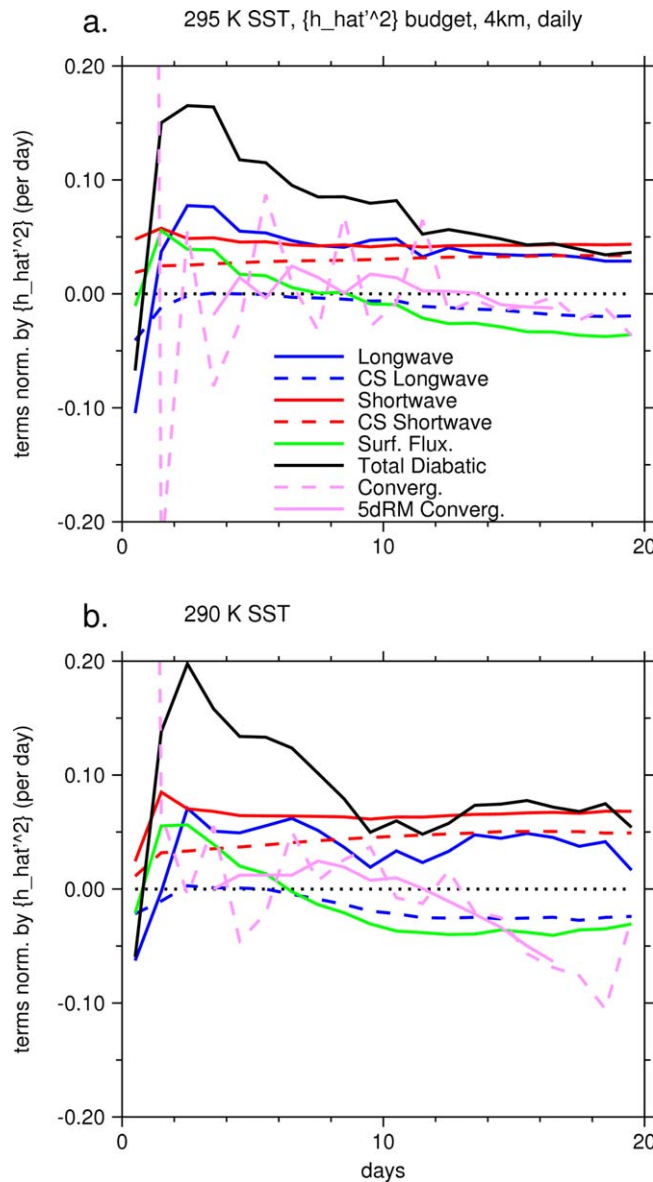 a. 295 K SST, {h_hat'^2} budget, 4km, daily
terms norm. by {h_hat'^2} (per day)
0.20
0.10
0.00
-0.10
-0.20
Longwave
CS Longwave
Shortwave
CS Shortwave
Surf. Flux.
Total Diabatic
Converg.
5dRM Converg.
0 10 20
b. 290 K SST
terms norm. by {h_hat'^2} (per day)
0.20
0.10
0.00
-0.10
-0.20
0 10 20
days